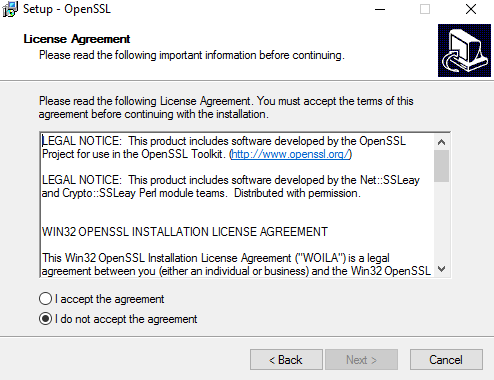 Setup - OpenSSL
License Agreement
Please read the following important information before continuing.
Please read the following License Agreement. You must accept the terms of this
agreement before continuing with the installation.
LEGAL NOTICE:  This product includes software developed by the OpenSSL
Project for use in the OpenSSL Toolkit. (http://www.openssl.org/)
LEGAL NOTICE:  This product includes software developed by the Net::SSLeay
and Crypto::SSLeay Perl module teams.  Distributed with permission.
WIN32 OPENSSL INSTALLATION LICENSE AGREEMENT
This Win32 OpenSSL Installation License Agreement ("WOILA") is a legal
agreement between you (either an individual or business) and the Win32 OpenSSL
I accept the agreement
I do not accept the agreement
< Back
Next >
Cancel